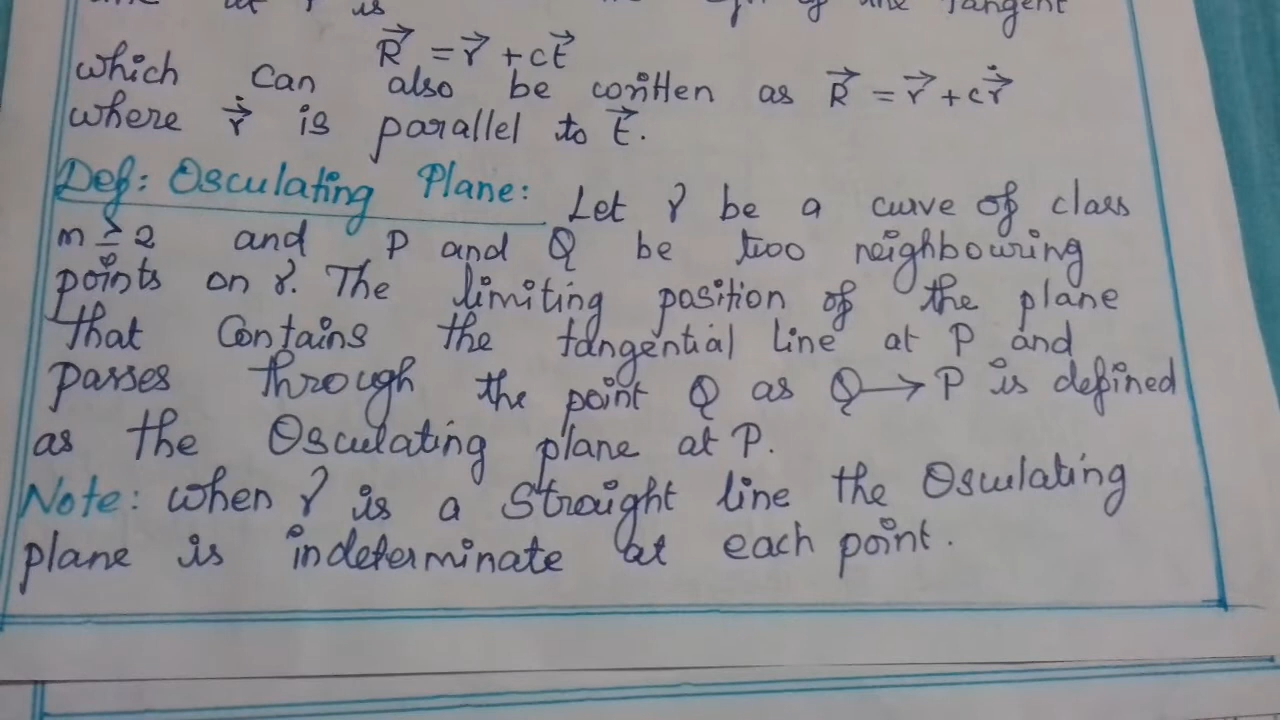 of the Tangent
R⃗ = r⃗ + ct⃗
which can also be written as R⃗ = r⃗ + cṙ⃗
where ṙ⃗ is parallel to t⃗.
Def: Osculating Plane: Let γ be a curve of class
m ≥ 2 and P and Q be two neighbouring
points on γ. The limiting position of the plane
that Contains the tangential line at P and
passes through the point Q as Q → P is defined
as the Osculating plane at P.
Note: when γ is a Straight line the Osculating
plane is indeterminate at each point.